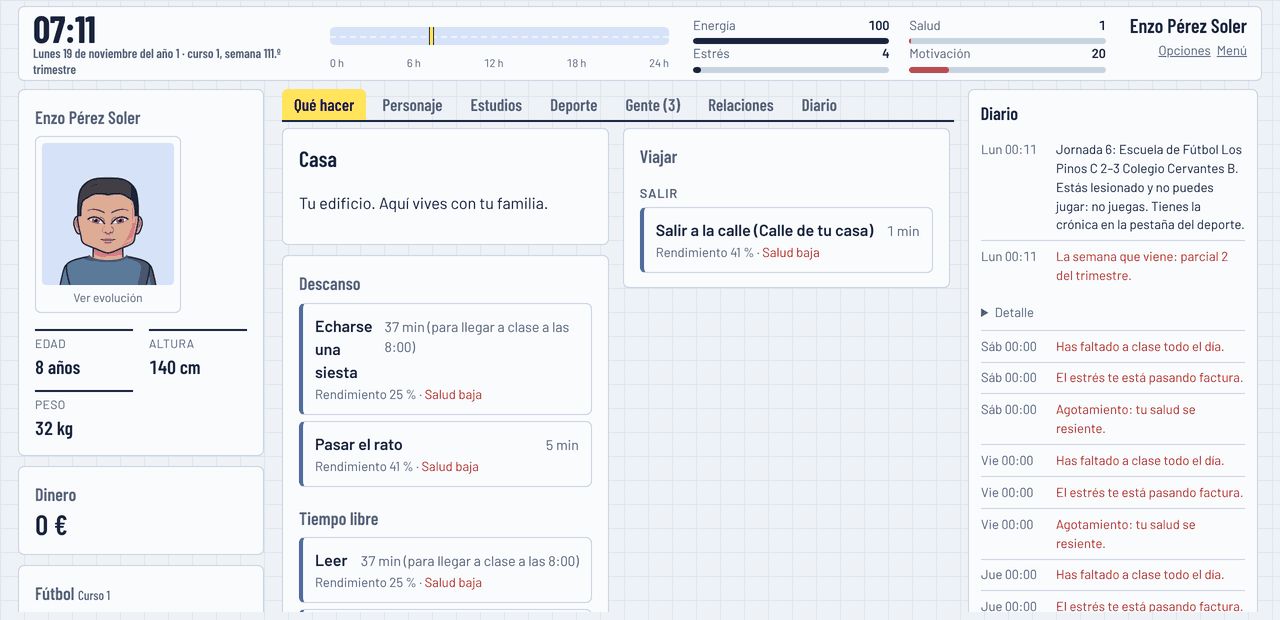 07:11
Lunes 19 de noviembre del año 1 · curso 1, semana 111.º
trimestre
0 h 6 h 12 h 18 h 24 h
Energía 100
Estrés 4
Salud 1
Motivación 20
Enzo Pérez Soler
Opciones Menú
Enzo Pérez Soler
Ver evolución
EDAD
8 años
ALTURA
140 cm
PESO
32 kg
Dinero
0 €
Fútbol Curso 1
Qué hacer Personaje Estudios Deporte Gente (3) Relaciones Diario
Casa
Tu edificio. Aquí vives con tu familia.
Descanso
Echarse una siesta 37 min (para llegar a clase a las 8:00)
Rendimiento 25 % · Salud baja
Pasar el rato 5 min
Rendimiento 41 % · Salud baja
Tiempo libre
Leer 37 min (para llegar a clase a las 8:00)
Rendimiento 25 % · Salud baja
Viajar
SALIR
Salir a la calle (Calle de tu casa) 1 min
Rendimiento 41 % · Salud baja
Diario
Lun 00:11 Jornada 6: Escuela de Fútbol Los
Pinos C 2–3 Colegio Cervantes B.
Estás lesionado y no puedes
jugar: no juegas. Tienes la
crónica en la pestaña del deporte.
Lun 00:11 La semana que viene: parcial 2
del trimestre.
Detalle
Sáb 00:00 Has faltado a clase todo el día.
Sáb 00:00 El estrés te está pasando factura.
Sáb 00:00 Agotamiento: tu salud se
resiente.
Vie 00:00 Has faltado a clase todo el día.
Vie 00:00 El estrés te está pasando factura.
Vie 00:00 Agotamiento: tu salud se
resiente.
Jue 00:00 Has faltado a clase todo el día.
Jue 00:00 El estrés te está pasando factura.